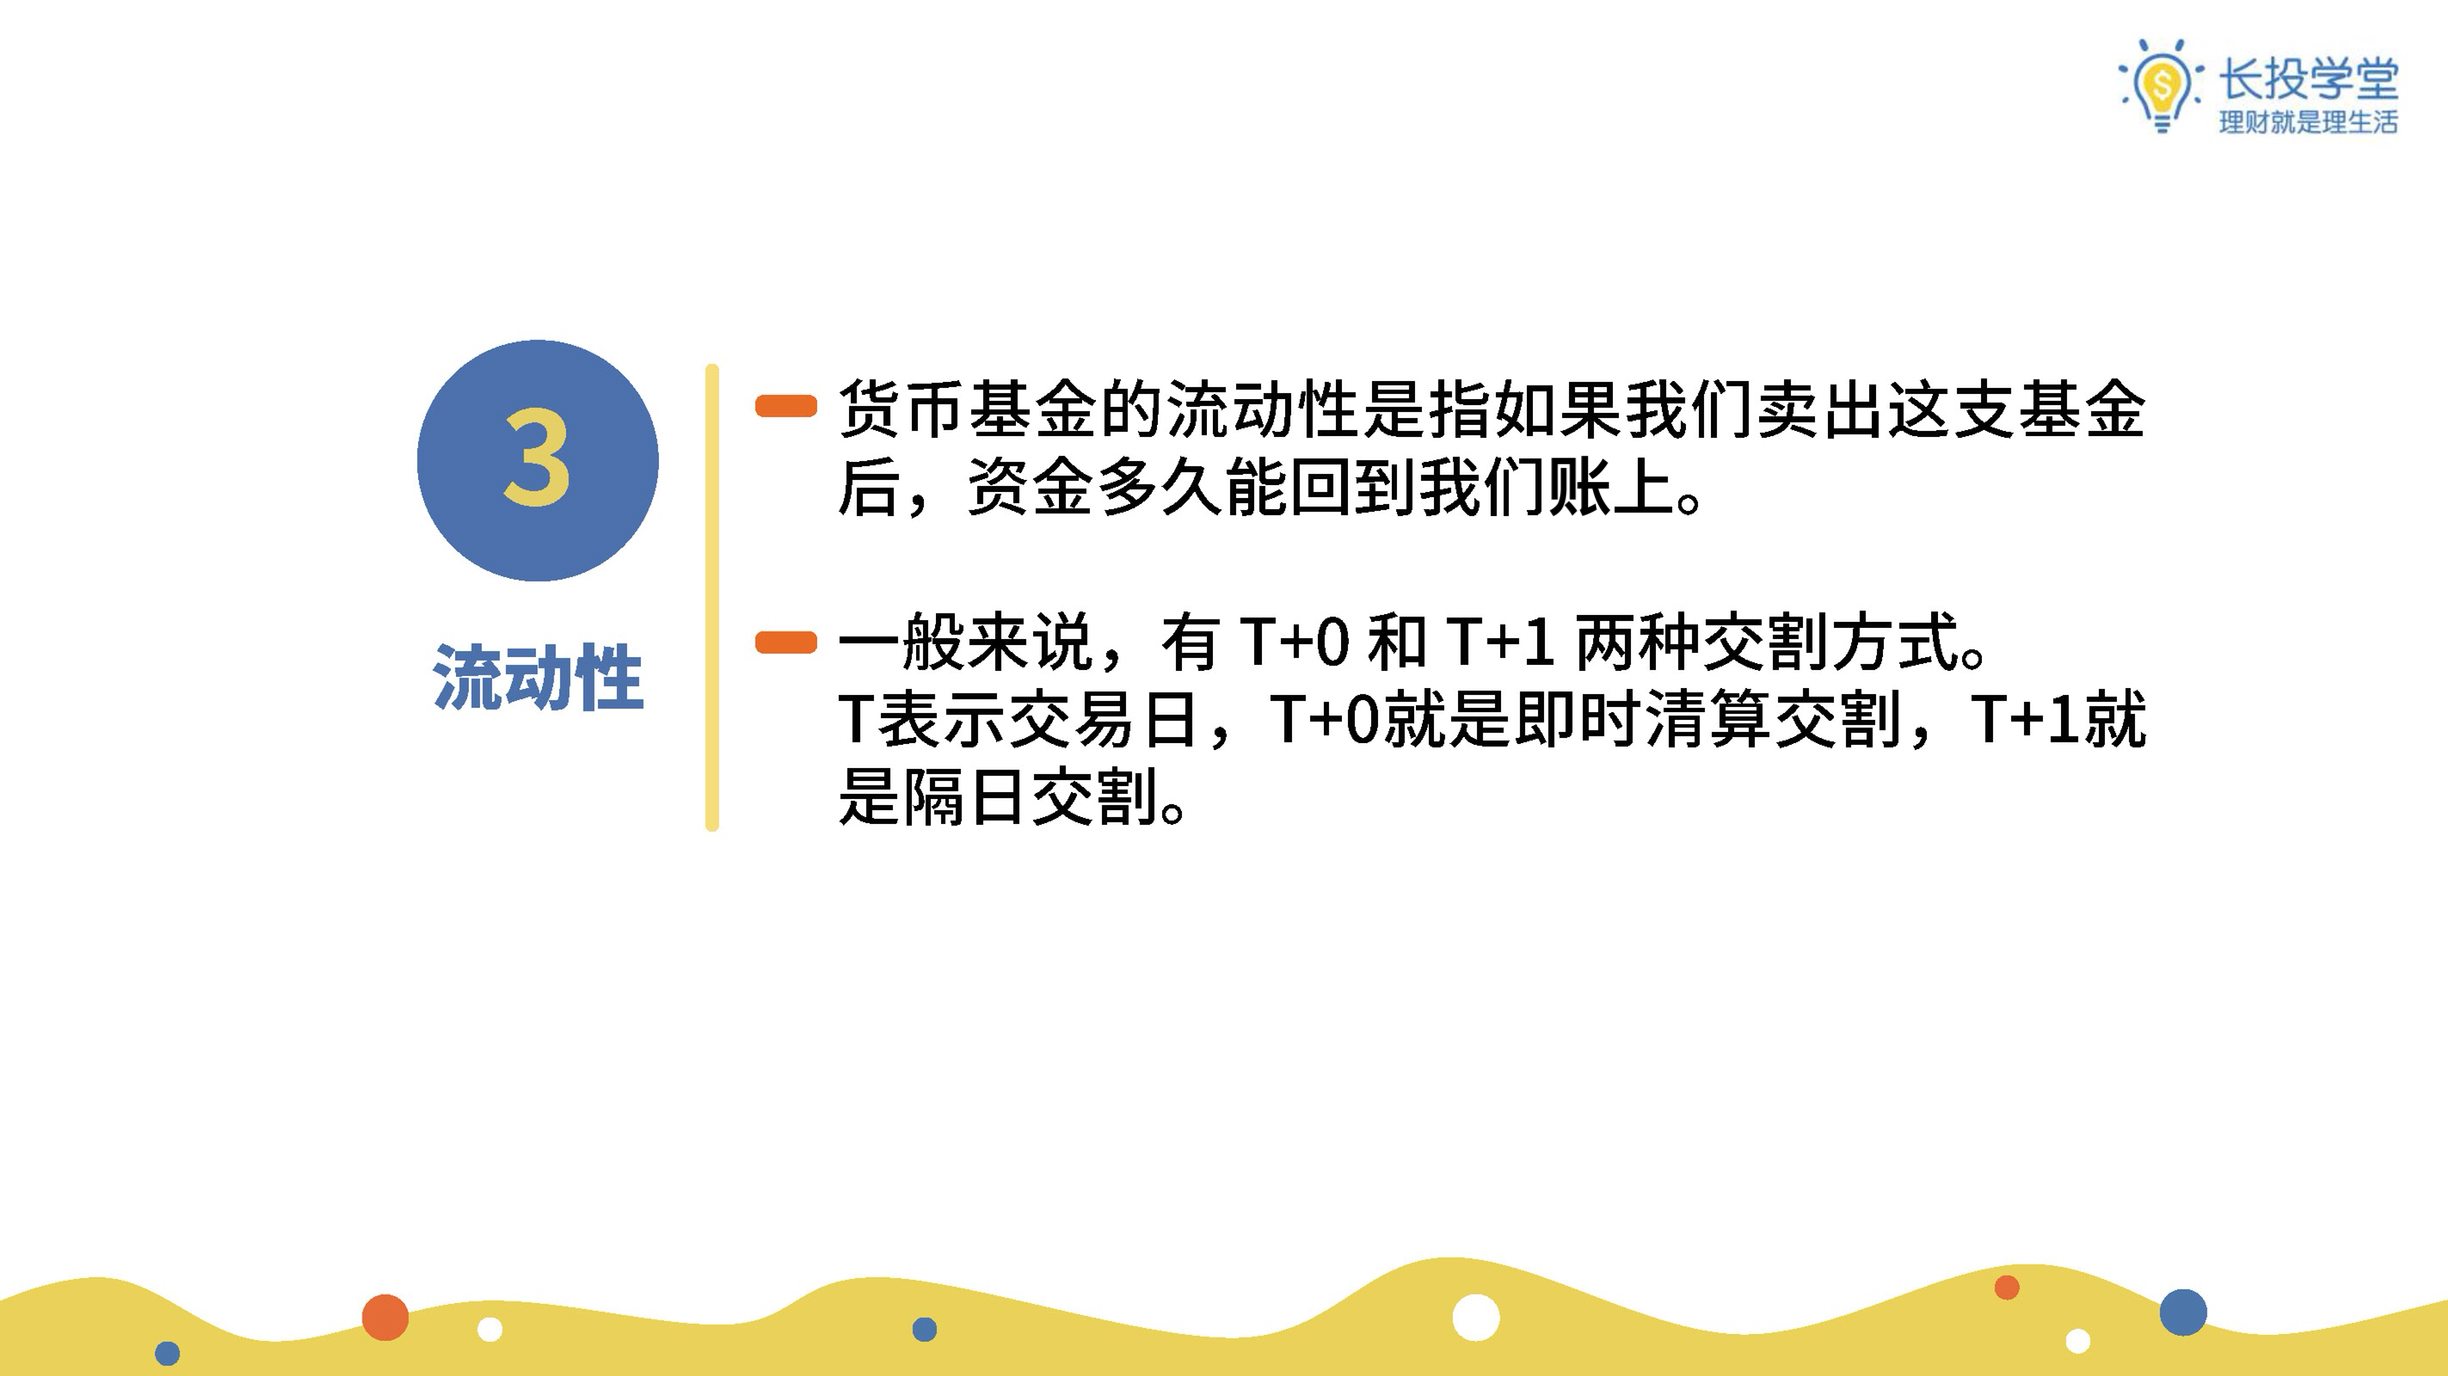 长投学堂
理财就是理生活
3
流动性
货币基金的流动性是指如果我们卖出这支基金
后，资金多久能回到我们账上。
一般来说，有 T+0 和 T+1 两种交割方式。
T表示交易日，T+0就是即时清算交割，T+1就
是隔日交割。